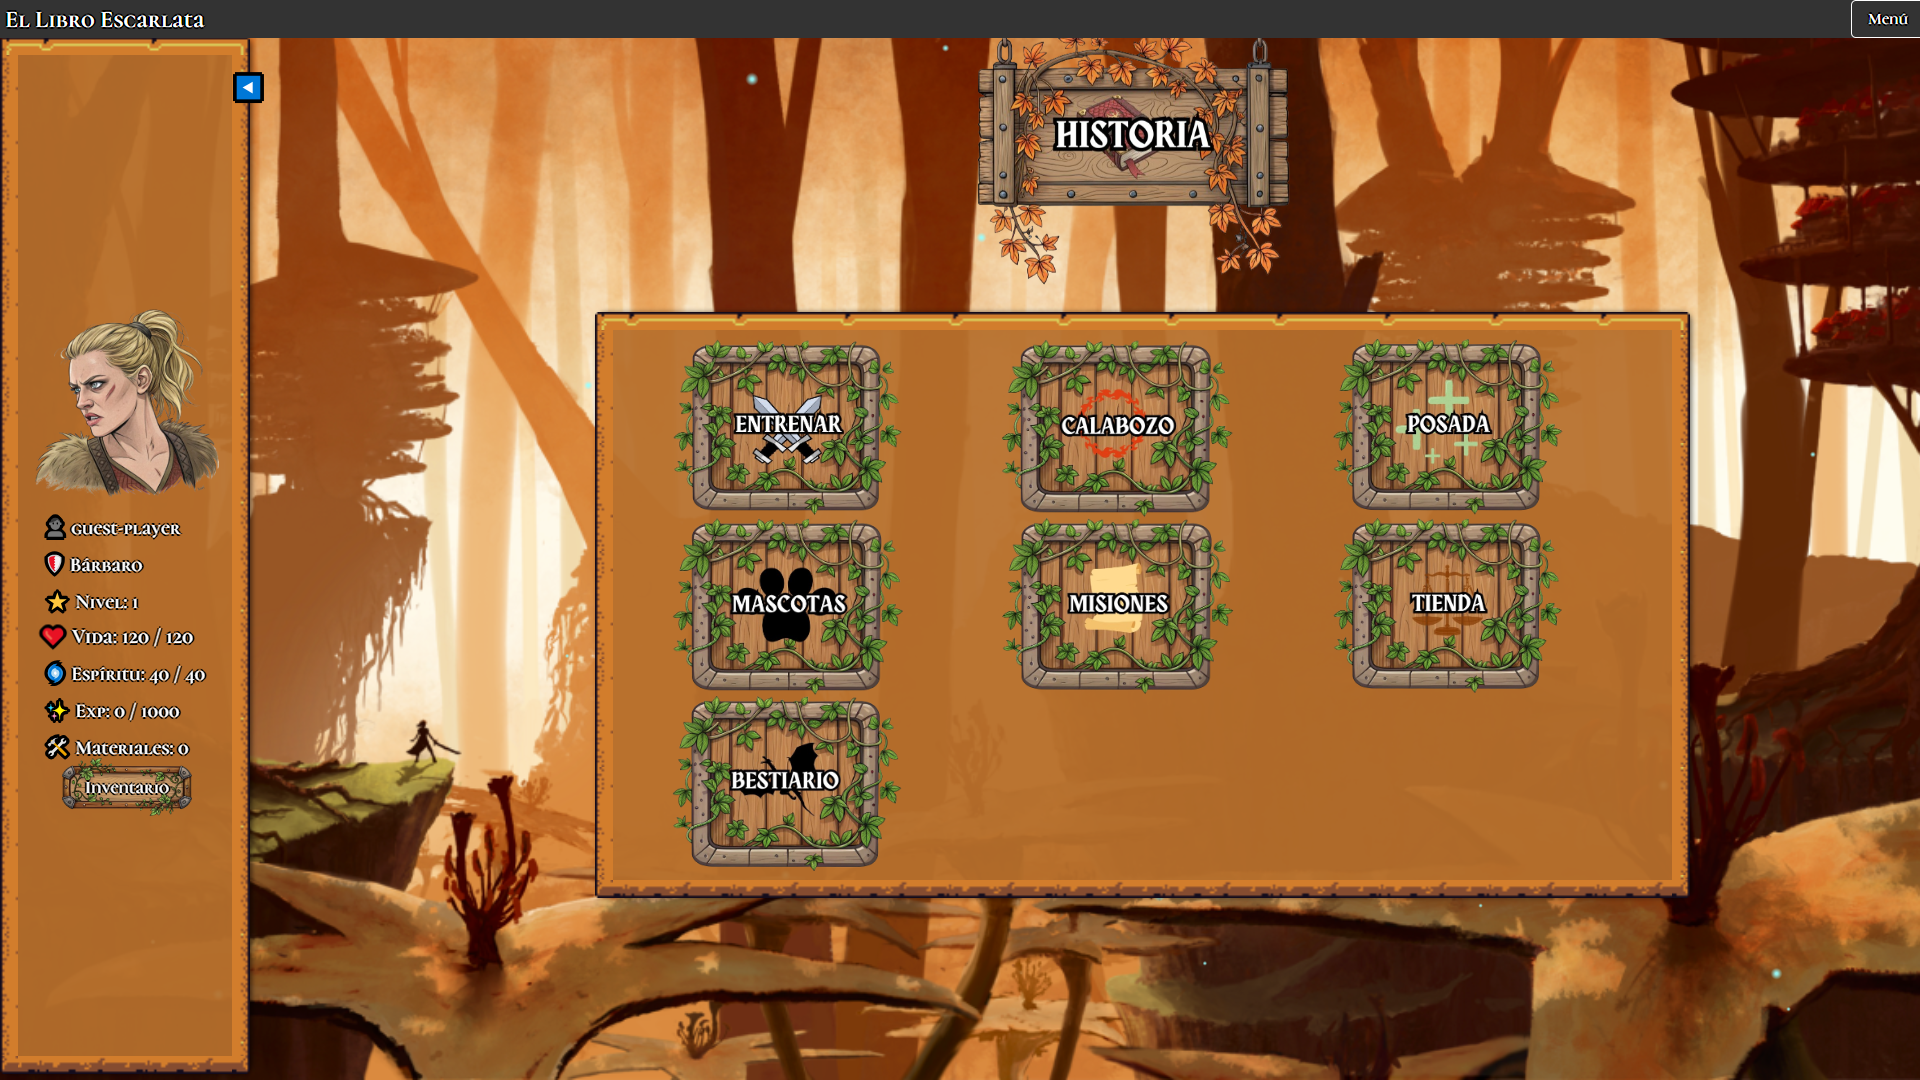 El Libro Escarlata
Menú
HISTORIA
guest-player
Bárbaro
Nivel: 1
Vida: 120 / 120
Espíritu: 40 / 40
Exp: 0 / 1000
Materiales: 0
Inventario
ENTRENAR
CALABOZO
POSADA
MASCOTAS
MISIONES
TIENDA
BESTIARIO